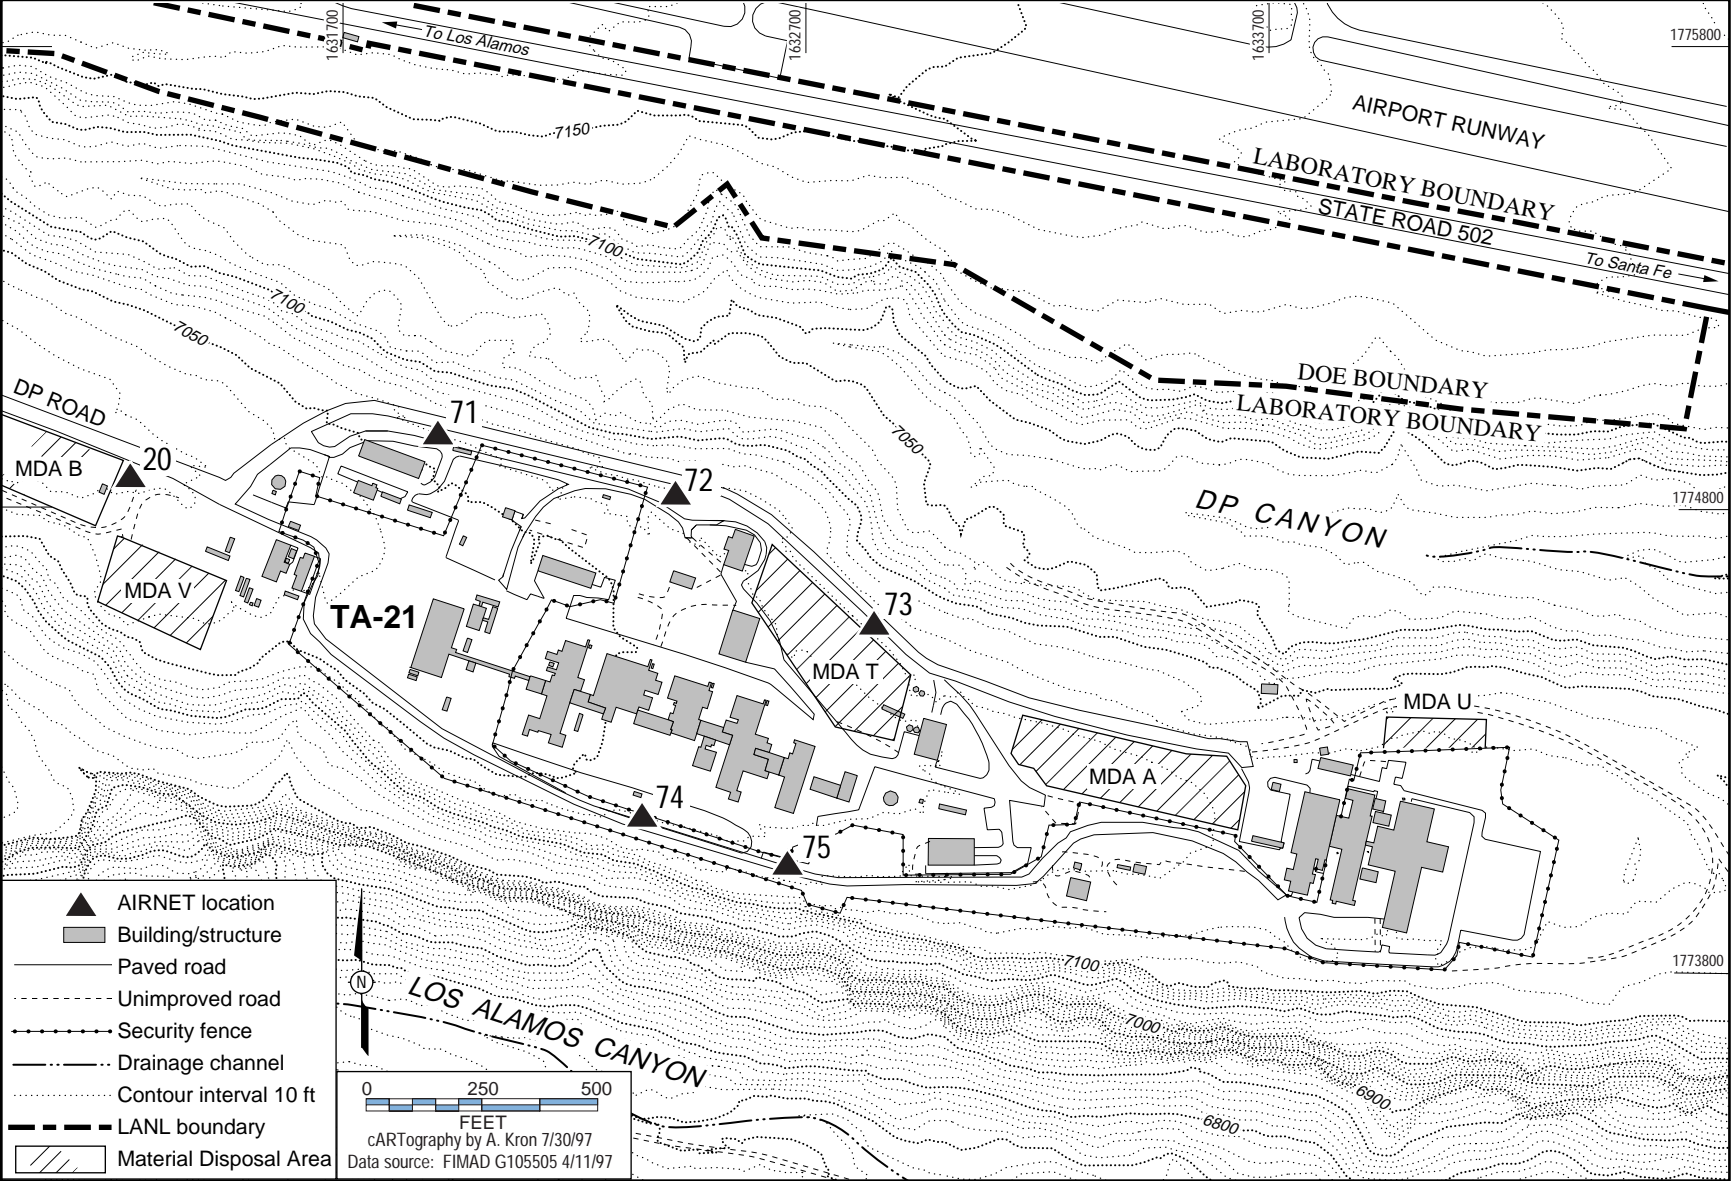 1631700
1632700
1633700
1775800
To Los Alamos
AIRPORT RUNWAY
7150
LABORATORY BOUNDARY
STATE ROAD 502
To Santa Fe
7100
7100
7050
DOE BOUNDARY
LABORATORY BOUNDARY
DP ROAD
71
7050
MDA B
20
72
DP CANYON
1774800
MDA V
TA-21
73
MDA T
MDA U
MDA A
74
75
7100
1773800
7000
6900
6800
LOS ALAMOS CANYON
AIRNET location
Building/structure
Paved road
Unimproved road
Security fence
Drainage channel
Contour interval 10 ft
LANL boundary
Material Disposal Area
N
0 250 500
FEET
cARTography by A. Kron 7/30/97
Data source: FIMAD G105505 4/11/97